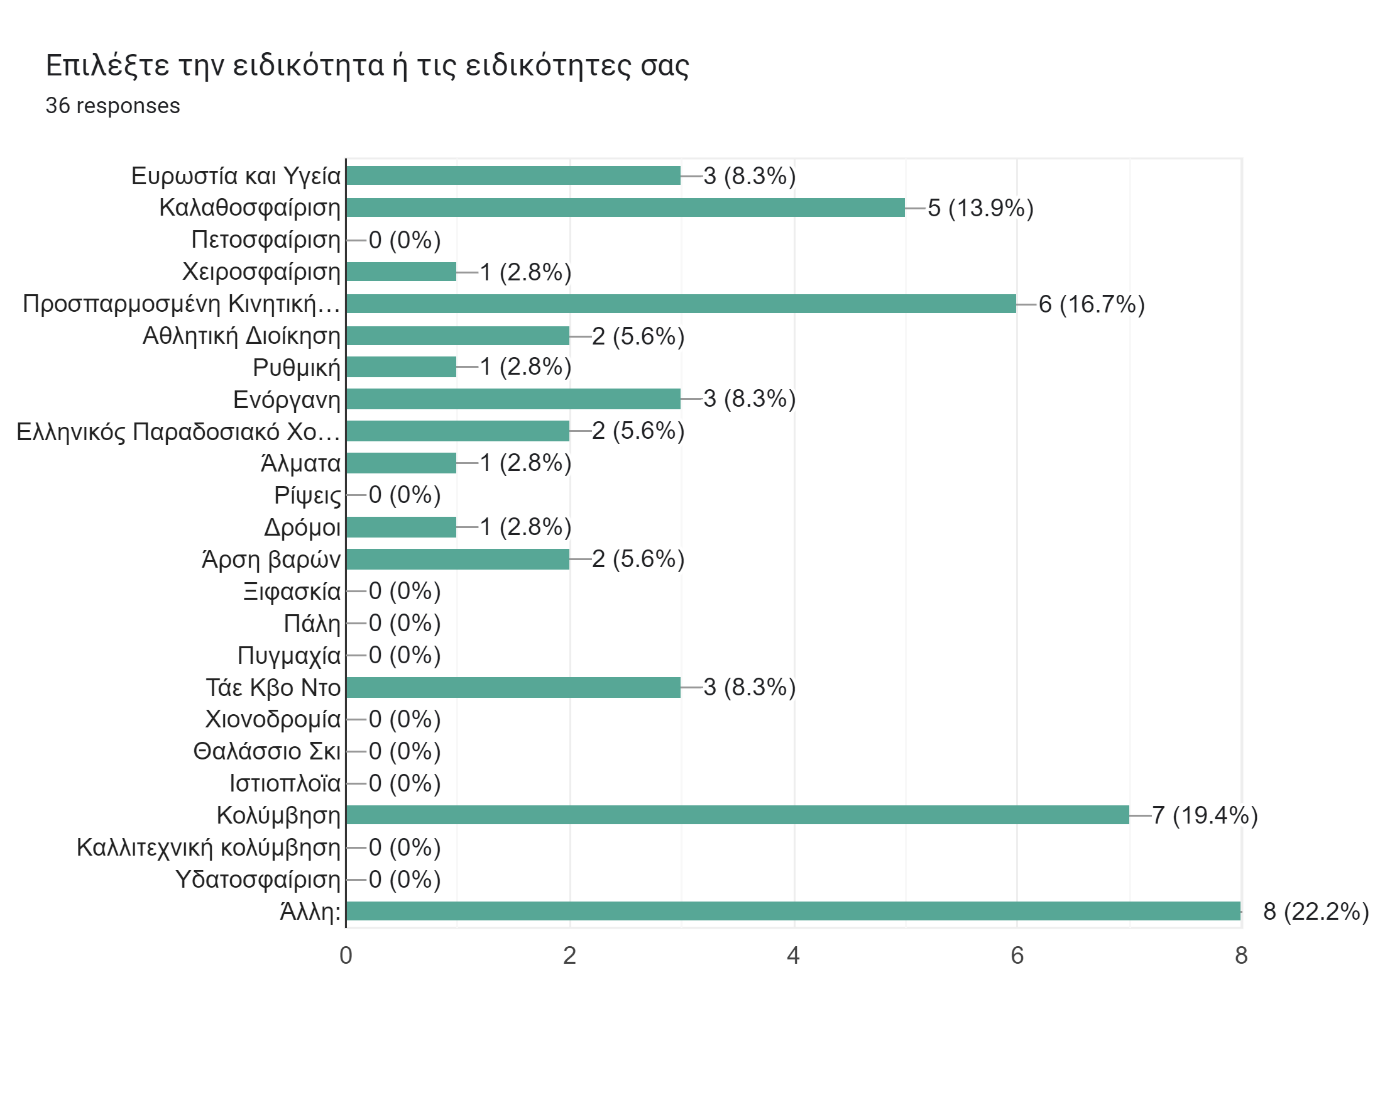 Επιλέξτε την ειδικότητα ή τις ειδικότητες σας
36 responses
Ευρωστία και Υγεία 3 (8.3%)
Καλαθοσφαίριση 5 (13.9%)
Πετοσφαίριση 0 (0%)
Χειροσφαίριση 1 (2.8%)
Προσπαρμοσμένη Κινητική… 6 (16.7%)
Αθλητική Διοίκηση 2 (5.6%)
Ρυθμική 1 (2.8%)
Ενόργανη 3 (8.3%)
Ελληνικός Παραδοσιακό Χο… 2 (5.6%)
Άλματα 1 (2.8%)
Ρίψεις 0 (0%)
Δρόμοι 1 (2.8%)
Άρση βαρών 2 (5.6%)
Ξιφασκία 0 (0%)
Πάλη 0 (0%)
Πυγμαχία 0 (0%)
Τάε Κβο Ντο 3 (8.3%)
Χιονοδρομία 0 (0%)
Θαλάσσιο Σκι 0 (0%)
Ιστιοπλοϊα 0 (0%)
Κολύμβηση 7 (19.4%)
Καλλιτεχνική κολύμβηση 0 (0%)
Υδατοσφαίριση 0 (0%)
Άλλη: 8 (22.2%)
0 2 4 6 8